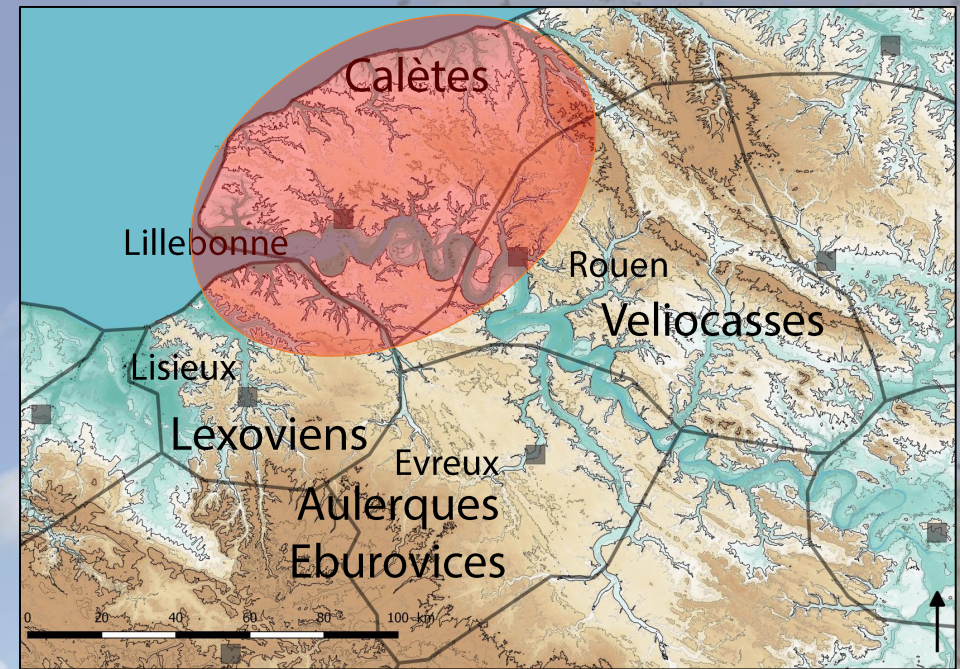 Calètes
Lillebonne
Rouen
Veliocasses
Lisieux
Lexoviens
Evreux
Aulerques
Eburovices
0 20 40 60 80 100 km